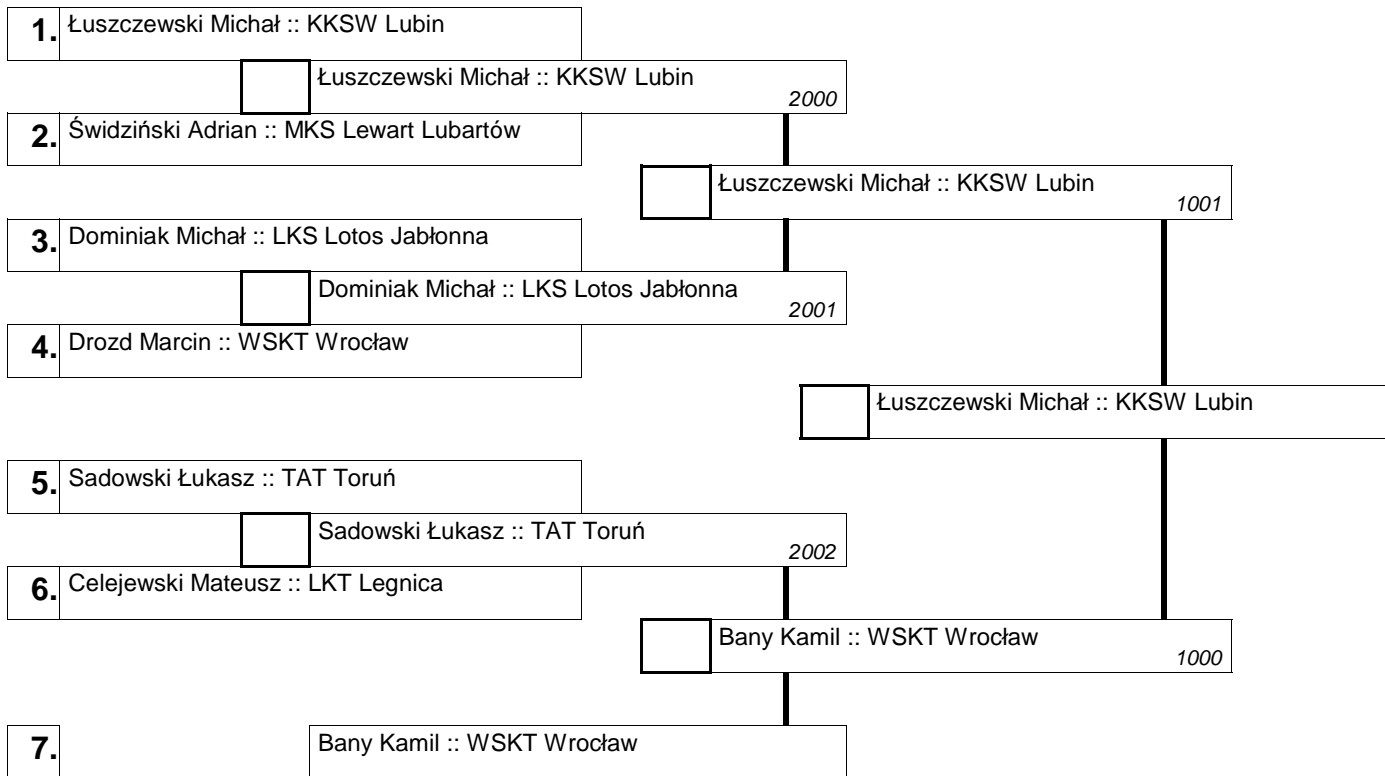 1. Łuszczewski Michał :: KKSW Lubin
Łuszczewski Michał :: KKSW Lubin
2000
2. Świdziński Adrian :: MKS Lewart Lubartów
Łuszczewski Michał :: KKSW Lubin
1001
3. Dominiak Michał :: LKS Lotos Jabłonna
Dominiak Michał :: LKS Lotos Jabłonna
2001
4. Drozd Marcin :: WSKT Wrocław
Łuszczewski Michał :: KKSW Lubin
5. Sadowski Łukasz :: TAT Toruń
Sadowski Łukasz :: TAT Toruń
2002
6. Celejewski Mateusz :: LKT Legnica
Bany Kamil :: WSKT Wrocław
1000
7. Bany Kamil :: WSKT Wrocław